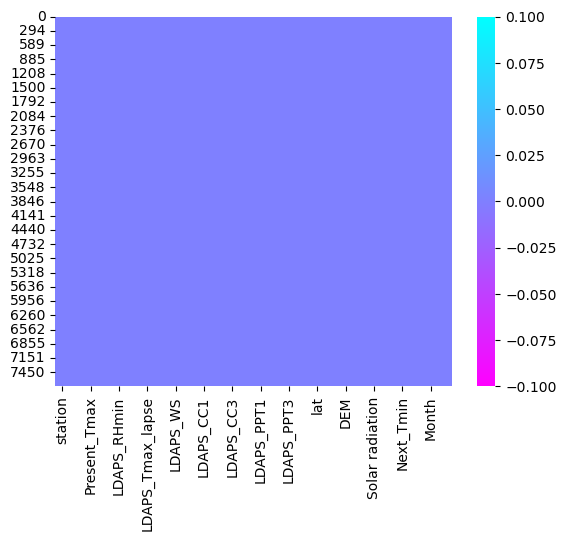 0
294
589
885
1208
1500
1792
2084
2376
2670
2963
3255
3548
3846
4141
4440
4732
5025
5318
5636
5956
6260
6562
6855
7151
7450
station
Present_Tmax
LDAPS_RHmin
LDAPS_Tmax_lapse
LDAPS_WS
LDAPS_CC1
LDAPS_CC3
LDAPS_PPT1
LDAPS_PPT3
lat
DEM
Solar radiation
Next_Tmin
Month
0.100
0.075
0.050
0.025
0.000
−0.025
−0.050
−0.075
−0.100